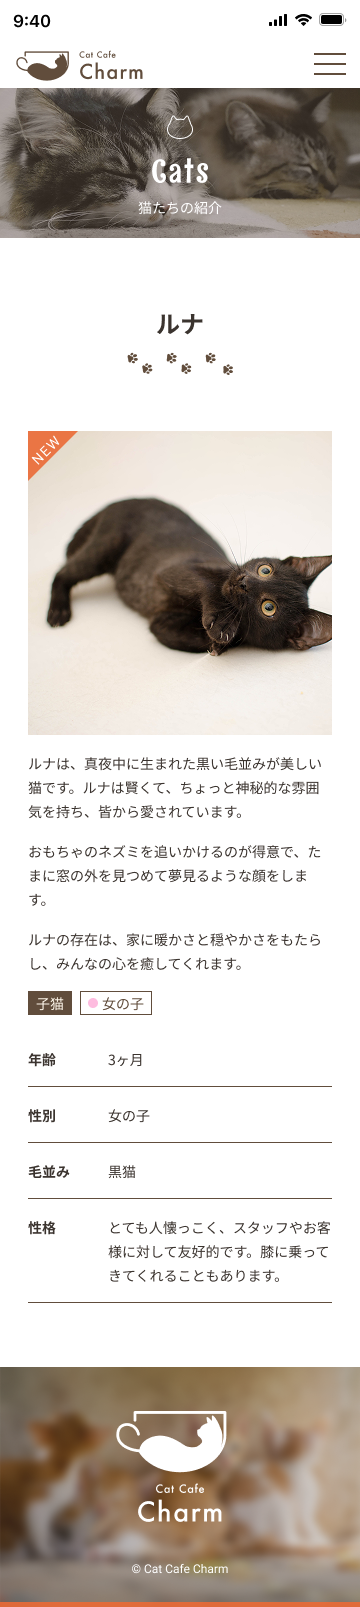 9:40
Cat Cafe
Charm
Cats
猫たちの紹介
ルナ
NEW
ルナは、真夜中に生まれた黒い毛並みが美しい
猫です。ルナは賢くて、ちょっと神秘的な雰囲
気を持ち、皆から愛されています。
おもちゃのネズミを追いかけるのが得意で、た
まに窓の外を見つめて夢見るような顔をしま
す。
ルナの存在は、家に暖かさと穏やかさをもたら
し、みんなの心を癒してくれます。
子猫 女の子
年齢 3ヶ月
性別 女の子
毛並み 黒猫
性格 とても人懐っこく、スタッフやお客
様に対して友好的です。膝に乗って
きてくれることもあります。
Cat Cafe
Charm
© Cat Cafe Charm